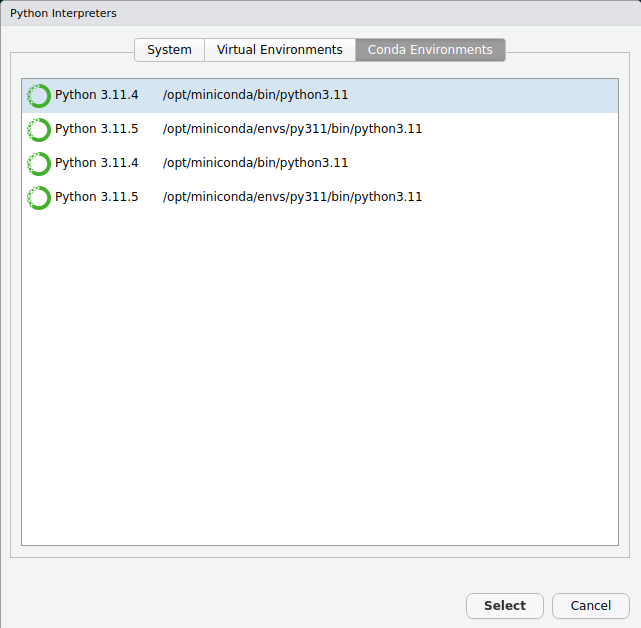 Python Interpreters
System Virtual Environments Conda Environments
Python 3.11.4 /opt/miniconda/bin/python3.11
Python 3.11.5 /opt/miniconda/envs/py311/bin/python3.11
Python 3.11.4 /opt/miniconda/bin/python3.11
Python 3.11.5 /opt/miniconda/envs/py311/bin/python3.11
Select Cancel